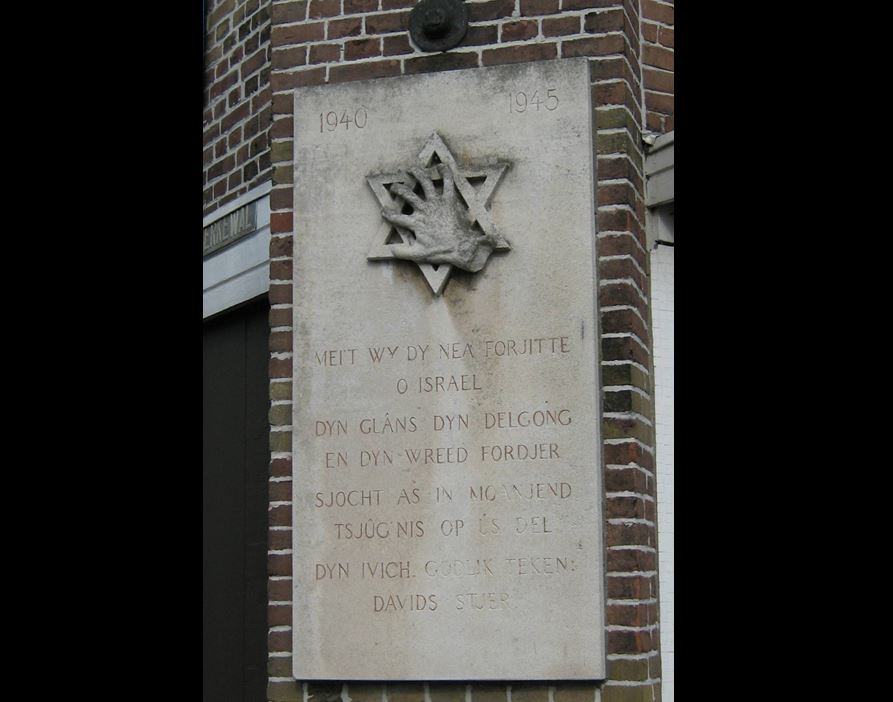 1940 1945
MEI'T WY DY NEA FORJITTE
O ISRAEL
DYN GLÂNS DYN DELGONG
EN DYN WREED FORDJER
SJOCHT AS IN MOANJEND
TSJÛG'NIS OP ÚS DEL
DYN IVICH GODLIK TEKEN:
DAVIDS STJER